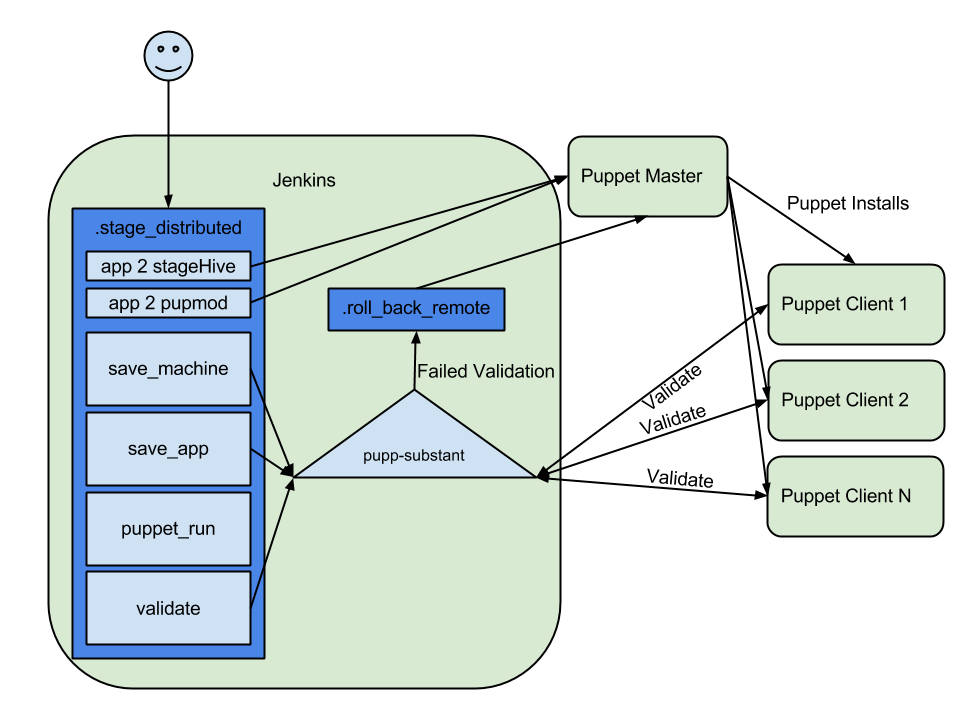 Jenkins
.stage_distributed
app 2 stageHive
app 2 pupmod
save_machine
save_app
puppet_run
validate
.roll_back_remote
Failed Validation
pupp-substant
Puppet Master
Puppet Installs
Puppet Client 1
Validate
Puppet Client 2
Validate
Puppet Client N
Validate